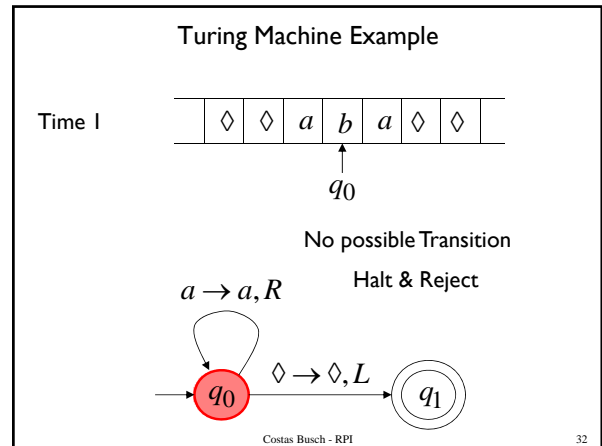 Turing Machine Example
Time 1
◊ ◊ a b a ◊ ◊
q0
No possible Transition
Halt & Reject
a → a, R
◊ → ◊, L
q0
q1
Costas Busch - RPI
32